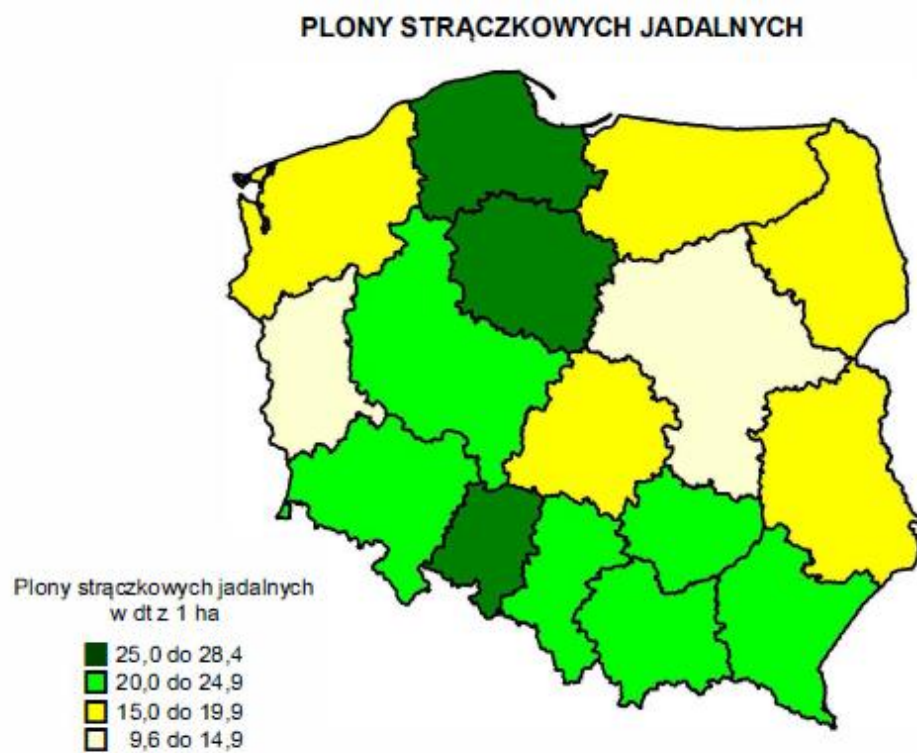 PLONY STRĄCZKOWYCH JADALNYCH
Plony strączkowych jadalnych
w dt z 1 ha
25,0 do 28,4
20,0 do 24,9
15,0 do 19,9
9,6 do 14,9